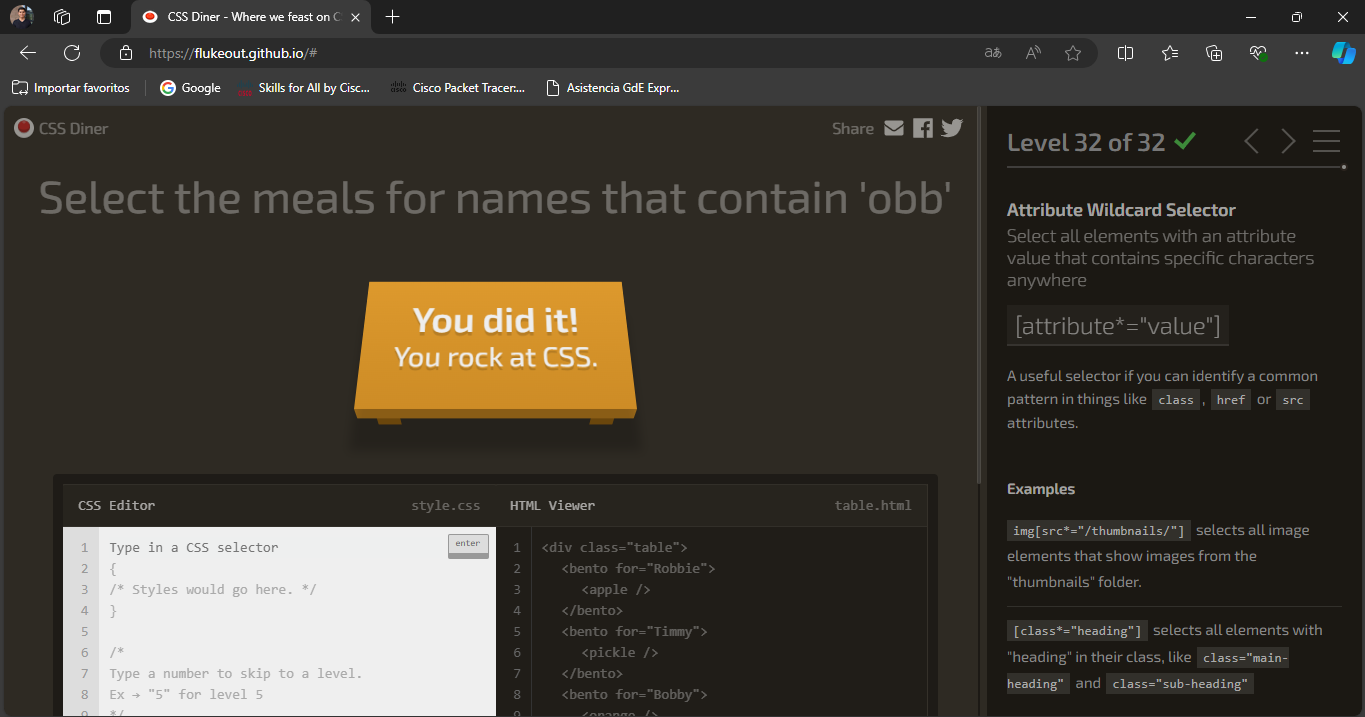 CSS Diner - Where we feast on C
https://flukeout.github.io/#
Importar favoritos
Google
Skills for All by Cisc...
Cisco Packet Tracer:...
Asistencia GdE Expr...
CSS Diner
Share
Select the meals for names that contain 'obb'
You did it!
You rock at CSS.
CSS Editor
style.css
1 Type in a CSS selector
enter
2 {
3 /* Styles would go here. */
4 }
5
6 /*
7 Type a number to skip to a level.
8 Ex → "5" for level 5
9 */
HTML Viewer
table.html
1 <div class="table">
2 <bento for="Robbie">
3 <apple />
4 </bento>
5 <bento for="Timmy">
6 <pickle />
7 </bento>
8 <bento for="Bobby">
9 <orange />
Level 32 of 32
Attribute Wildcard Selector
Select all elements with an attribute
value that contains specific characters
anywhere
[attribute*="value"]
A useful selector if you can identify a common
pattern in things like class, href or src
attributes.
Examples
img[src*="/thumbnails/"] selects all image
elements that show images from the
"thumbnails" folder.
[class*="heading"] selects all elements with
"heading" in their class, like class="main-
heading" and class="sub-heading"